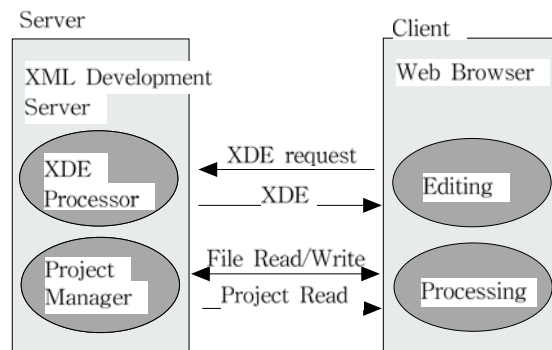 Server
Client
XML Development
Server
Web Browser
XDE
Processor
XDE request
XDE
Editing
Project
Manager
File Read/Write
Project Read
Processing